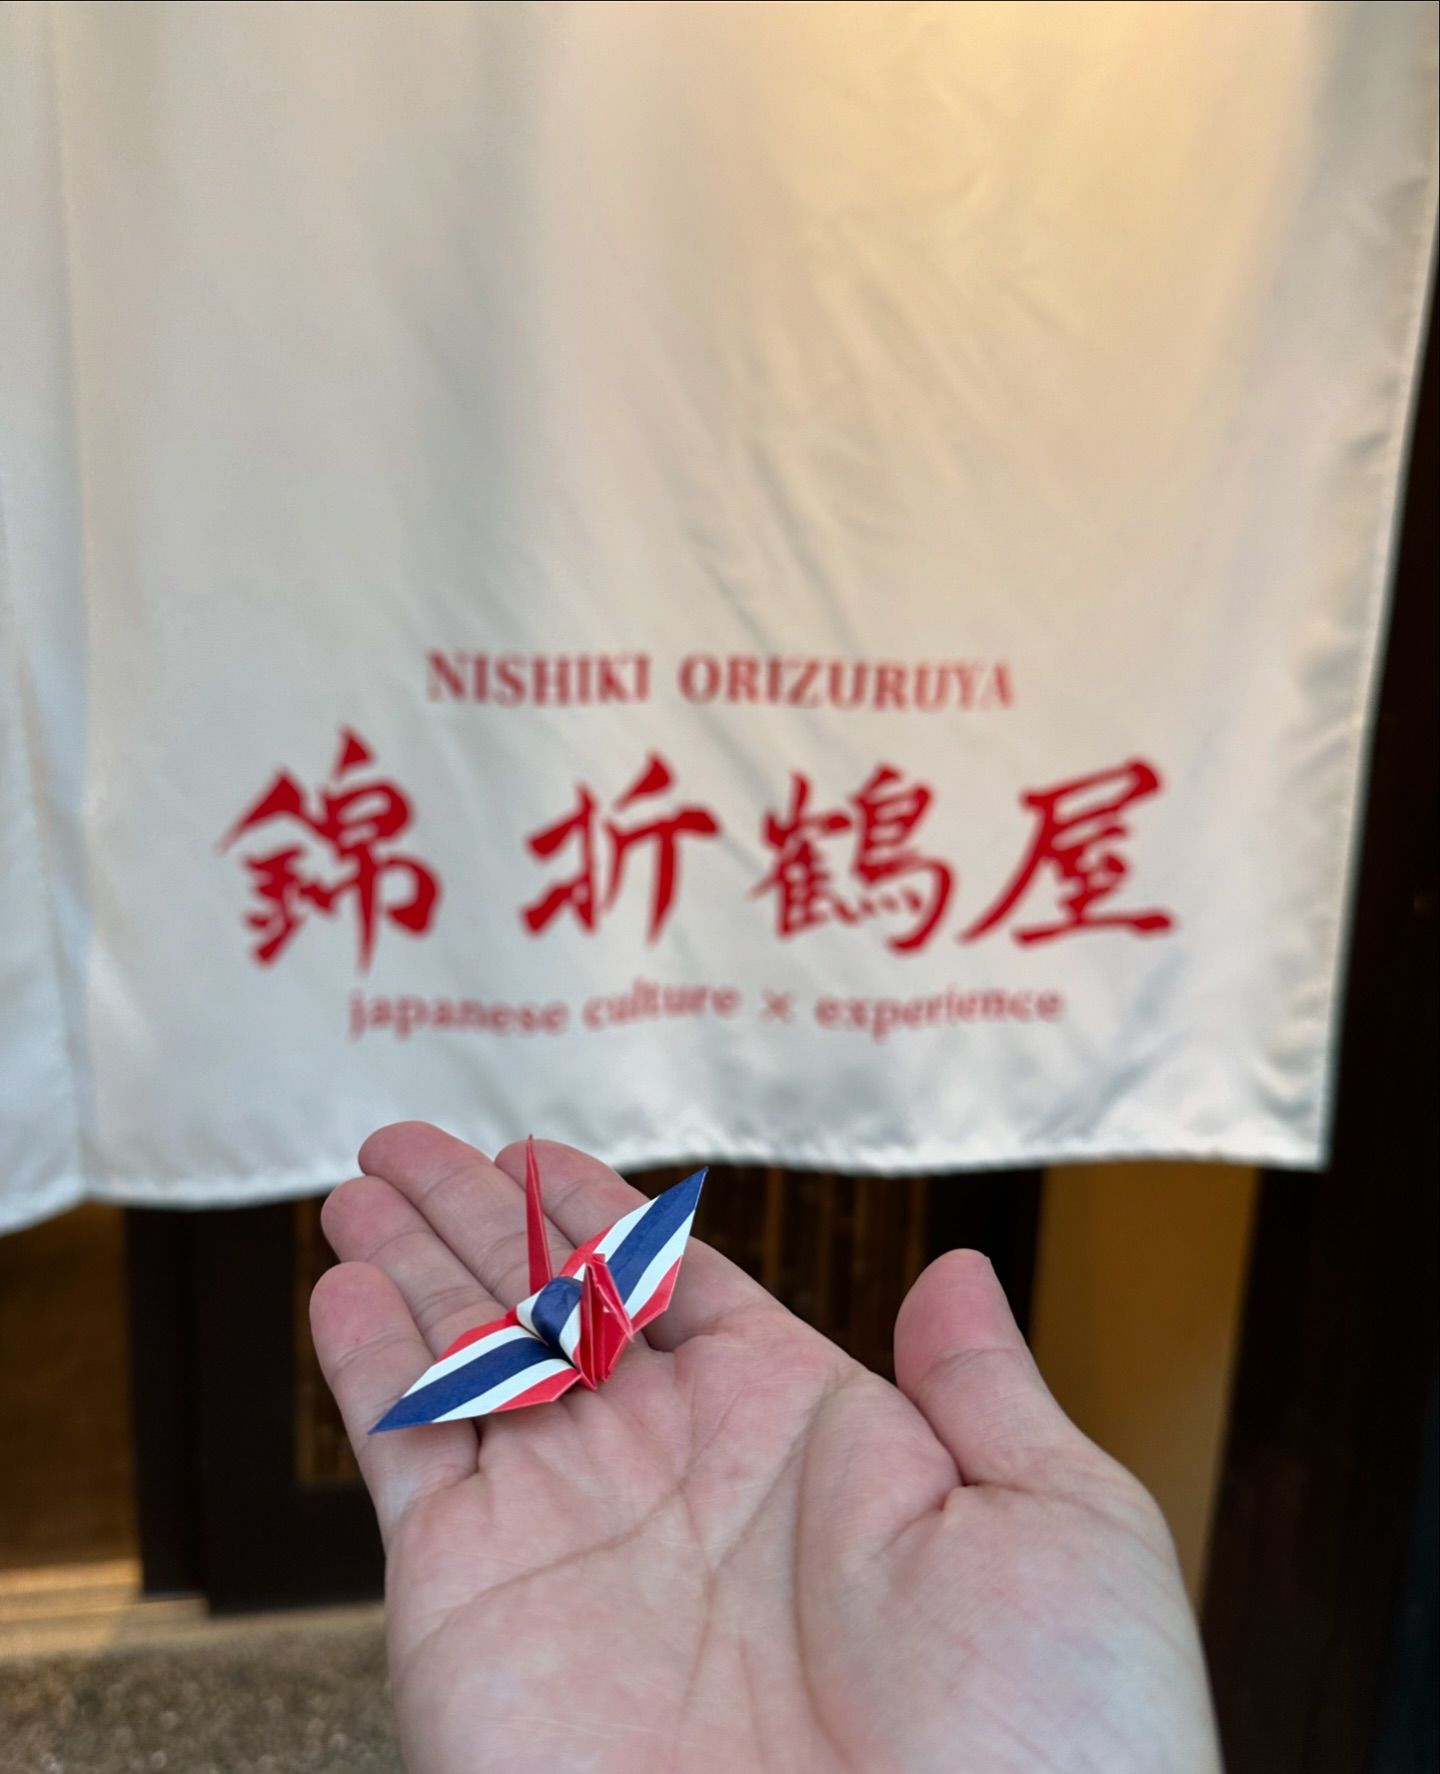 NISHIKI ORIZURUYA
錦折鶴屋
japanese culture × experience